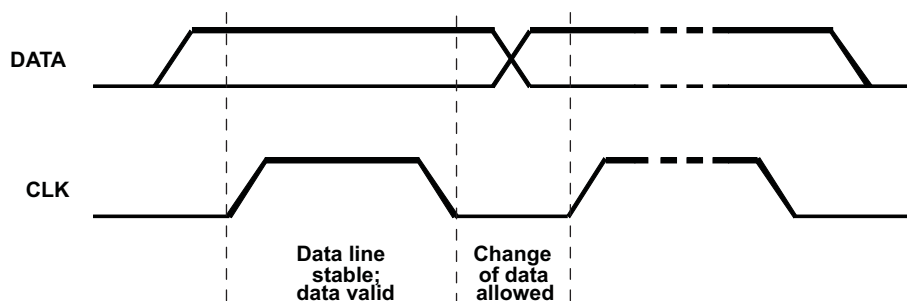 DATA
CLK
Data line
stable;
data valid
Change
of data
allowed